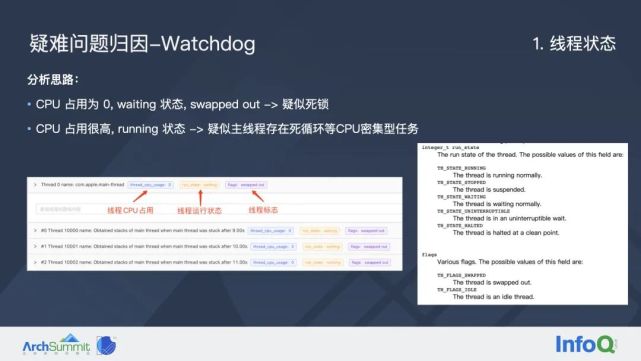 疑难问题归因-Watchdog
1. 线程状态
分析思路：
• CPU 占用为 0, waiting 状态, swapped out -> 疑似死锁
• CPU 占用很高, running 状态 -> 疑似主线程存在死循环等CPU密集型任务
Thread 0 name: com.apple.main-thread thread_cpu_usage: 0 run_state: waiting flags: swapped out
线程CPU占用 线程运行状态 线程标志
#0 Thread 10000 name: Obtained stacks of main thread when main thread was stuck after 9.00s thread_cpu_usage: 0 run_state: waiting flags: swapped out
#1 Thread 10001 name: Obtained stacks of main thread when main thread was stuck after 10.00s thread_cpu_usage: 0 run_state: waiting flags: swapped out
#2 Thread 10002 name: Obtained stacks of main thread when main thread was stuck after 11.00s thread_cpu_usage: 0 run_state: waiting flags: swapped out
integer_t run_state
The run state of the thread. The possible values of this field are:
TH_STATE_RUNNING
The thread is running normally.
TH_STATE_STOPPED
The thread is suspended.
TH_STATE_WAITING
The thread is waiting normally.
TH_STATE_UNINTERRUPTIBLE
The thread is in an uninterruptible wait.
TH_STATE_HALTED
The thread is halted at a clean point.
flags
Various flags. The possible values of this field are:
TH_FLAGS_SWAPPED
The thread is swapped out.
TH_FLAGS_IDLE
The thread is an idle thread.
ArchSummit
InfoQ